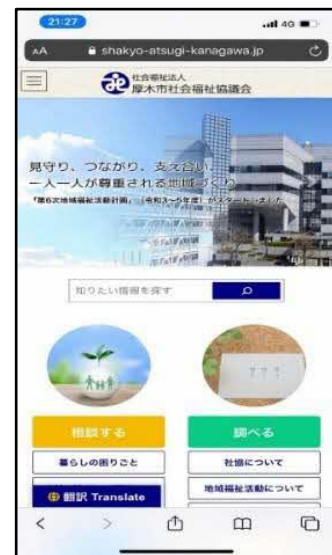 21:27
4G
AA shakyo-atsugi-kanagawa.jp
社会福祉法人
厚木市社会福祉協議会
見守り、つながり、支え合い、
一人一人が尊重される地域づくり
「第6次地域福祉活動計画」（令和3～5年度）がスタートしました
知りたい情報を探す
相談する
調べる
暮らしの困りごと
社協について
翻訳 Translate
地域福祉活動について